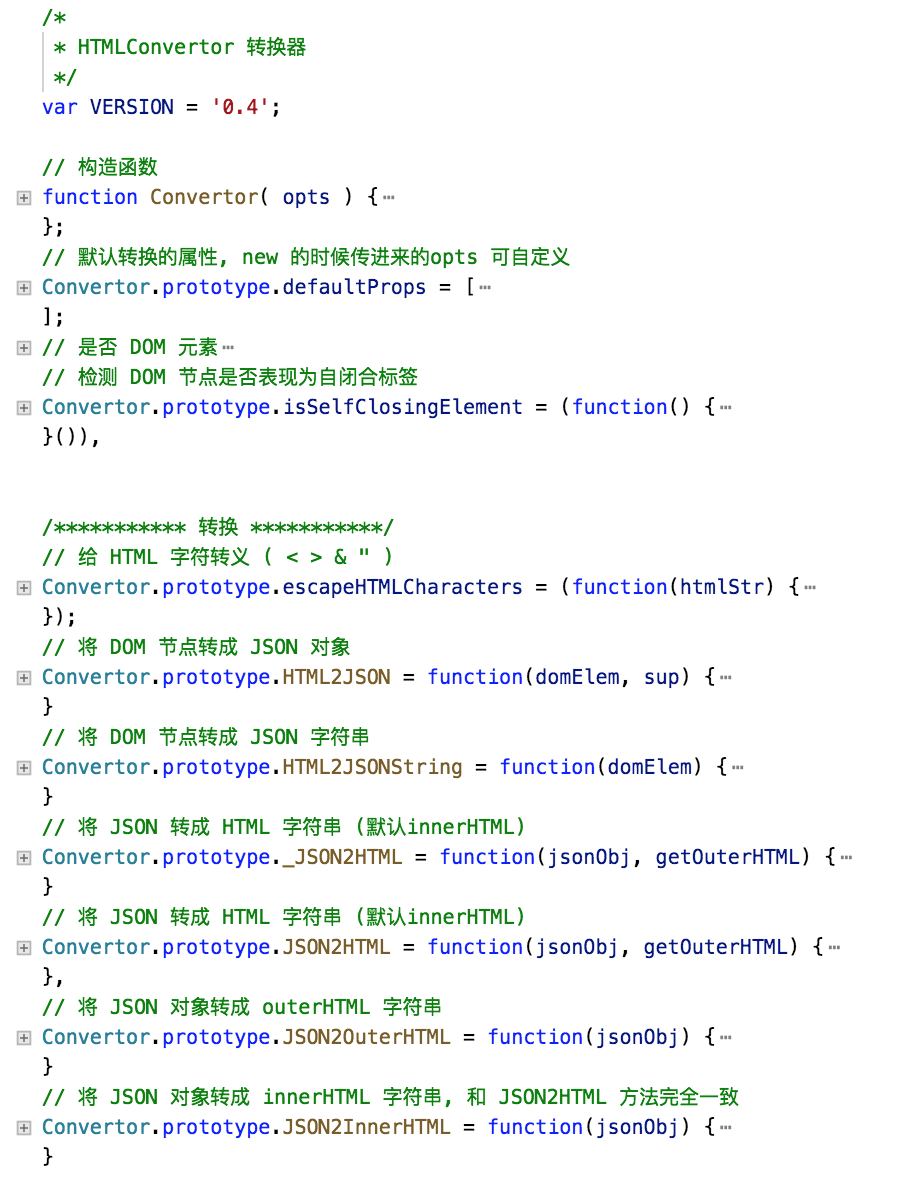 /*
* HTMLConvertor 转换器
*/
var VERSION = '0.4';
// 构造函数
function Convertor( opts ) {⋯
};
// 默认转换的属性, new 的时候传进来的opts 可自定义
Convertor.prototype.defaultProps = [⋯
];
// 是否 DOM 元素⋯
// 检测 DOM 节点是否表现为自闭合标签
Convertor.prototype.isSelfClosingElement = (function() {⋯
}()),
/*********** 转换 ***********/
// 给 HTML 字符转义 ( < > & " )
Convertor.prototype.escapeHTMLCharacters = (function(htmlStr) {⋯
});
// 将 DOM 节点转成 JSON 对象
Convertor.prototype.HTML2JSON = function(domElem, sup) {⋯
}
// 将 DOM 节点转成 JSON 字符串
Convertor.prototype.HTML2JSONString = function(domElem) {⋯
}
// 将 JSON 转成 HTML 字符串 (默认innerHTML)
Convertor.prototype._JSON2HTML = function(jsonObj, getOuterHTML) {⋯
}
// 将 JSON 转成 HTML 字符串 (默认innerHTML)
Convertor.prototype.JSON2HTML = function(jsonObj, getOuterHTML) {⋯
},
// 将 JSON 对象转成 outerHTML 字符串
Convertor.prototype.JSON2OuterHTML = function(jsonObj) {⋯
}
// 将 JSON 对象转成 innerHTML 字符串, 和 JSON2HTML 方法完全一致
Convertor.prototype.JSON2InnerHTML = function(jsonObj) {⋯
}